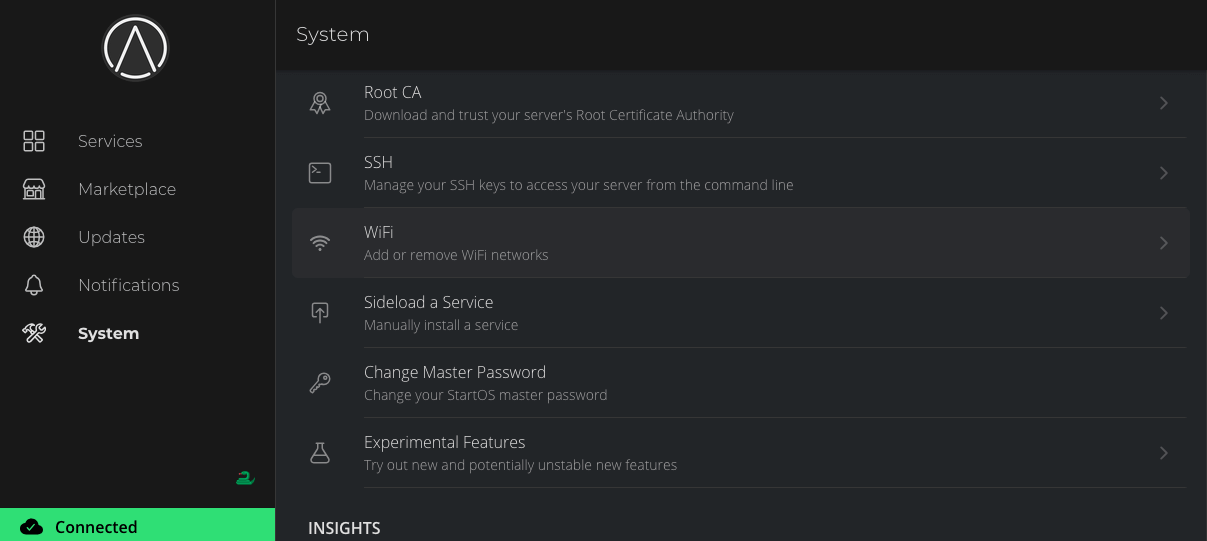 System
Services
Marketplace
Updates
Notifications
System
Connected
Root CA
Download and trust your server's Root Certificate Authority
SSH
Manage your SSH keys to access your server from the command line
WiFi
Add or remove WiFi networks
Sideload a Service
Manually install a service
Change Master Password
Change your StartOS master password
Experimental Features
Try out new and potentially unstable new features
INSIGHTS